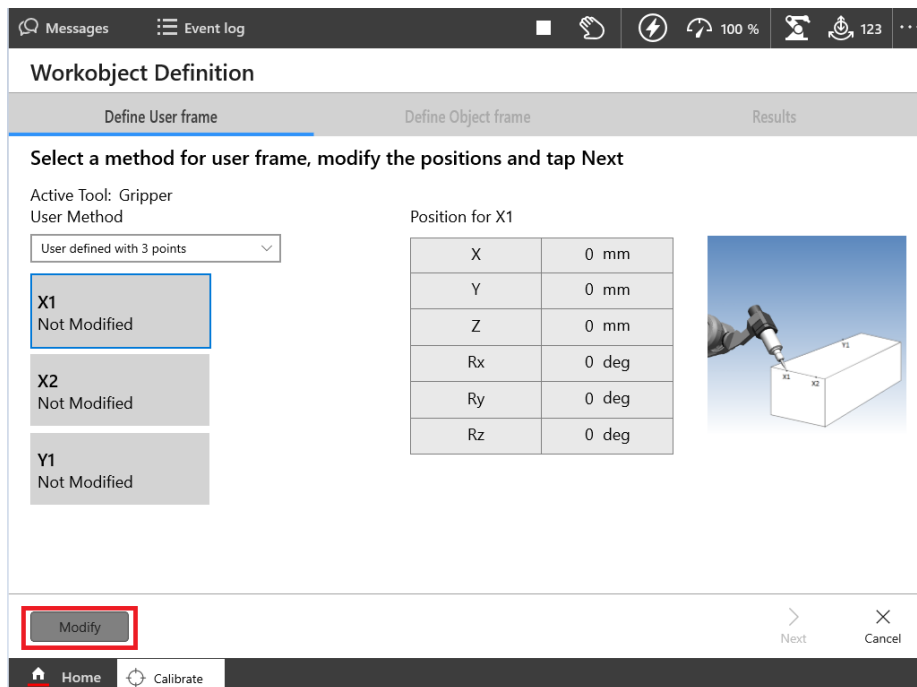 Messages
Event log
100 %
123
Workobject Definition
Define User frame
Define Object frame
Results
Select a method for user frame, modify the positions and tap Next
Active Tool: Gripper
User Method
Position for X1
User defined with 3 points
X1
Not Modified
X2
Not Modified
Y1
Not Modified
X 0 mm
Y 0 mm
Z 0 mm
Rx 0 deg
Ry 0 deg
Rz 0 deg
Y1
X1
X2
Modify
Next
Cancel
Home
Calibrate